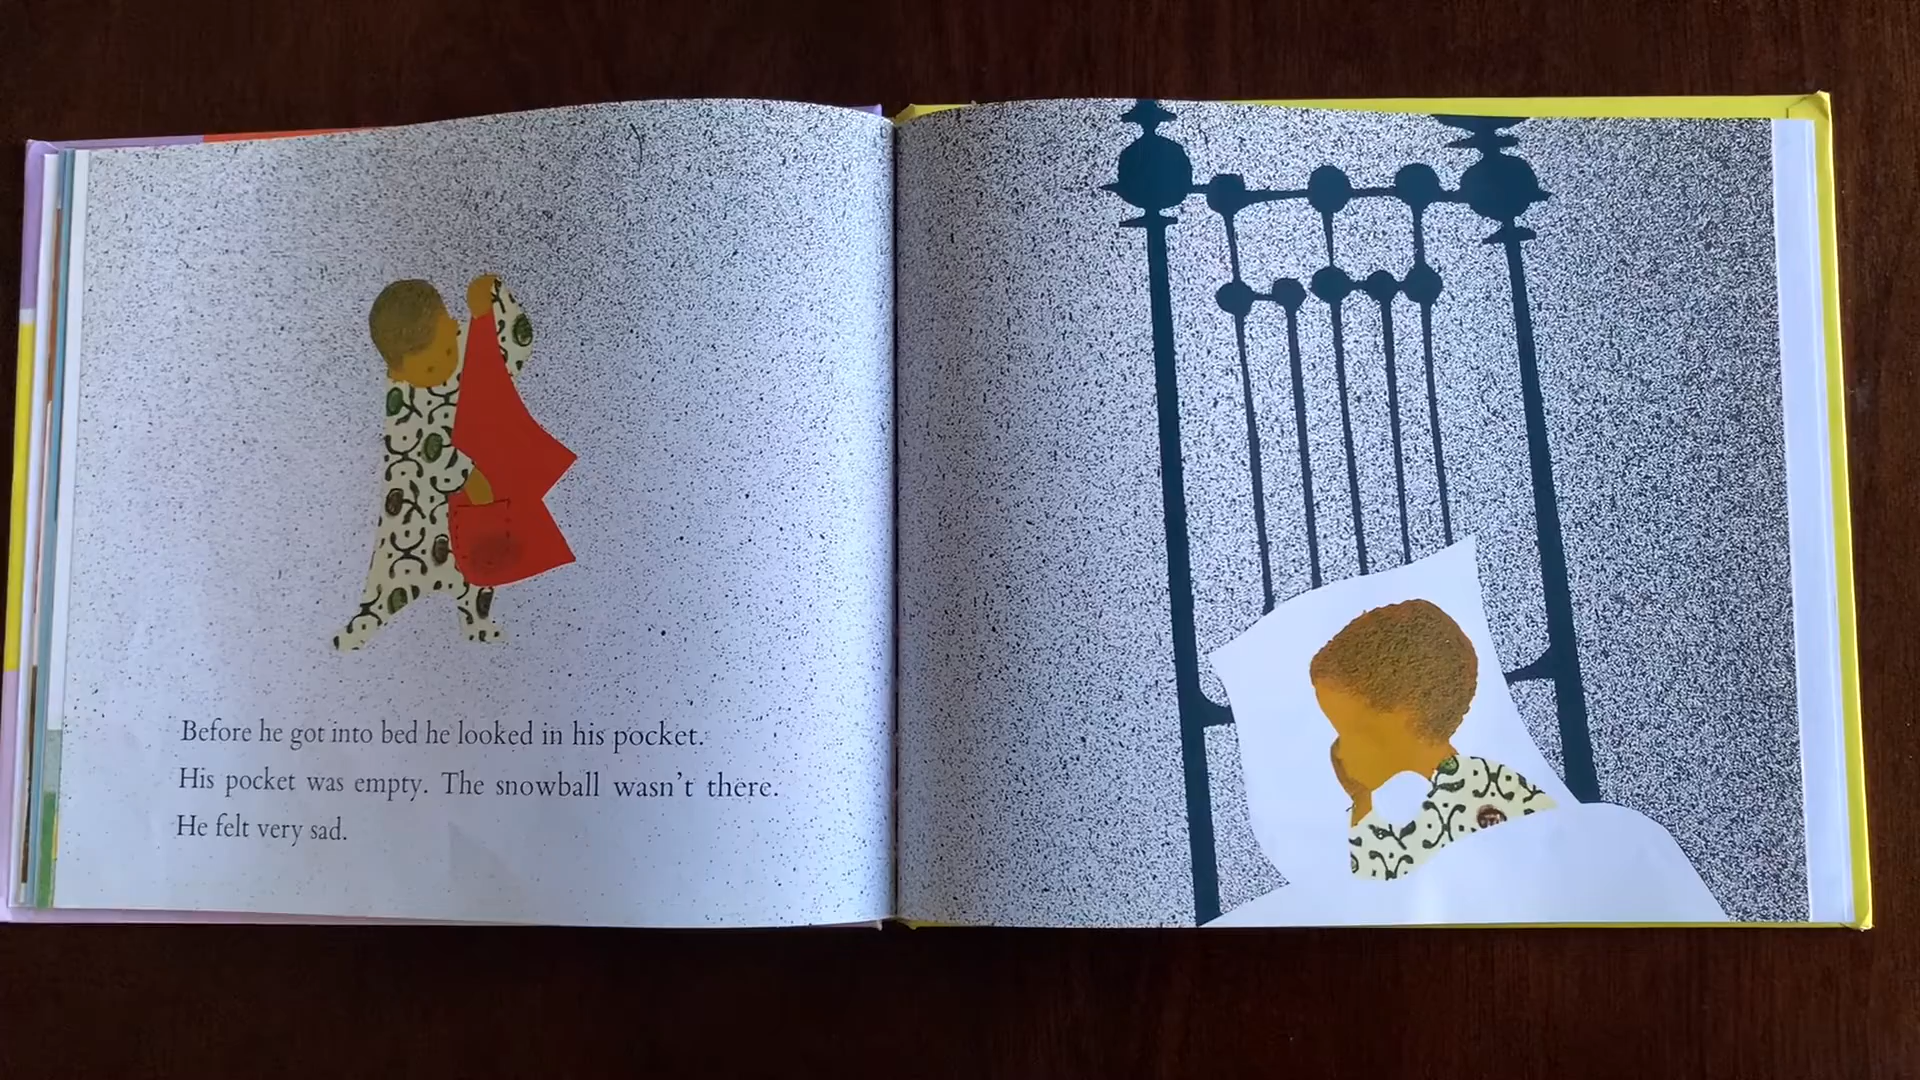 Before he got into bed he looked in his pocket.
His pocket was empty. The snowball wasn't there.
He felt very sad.